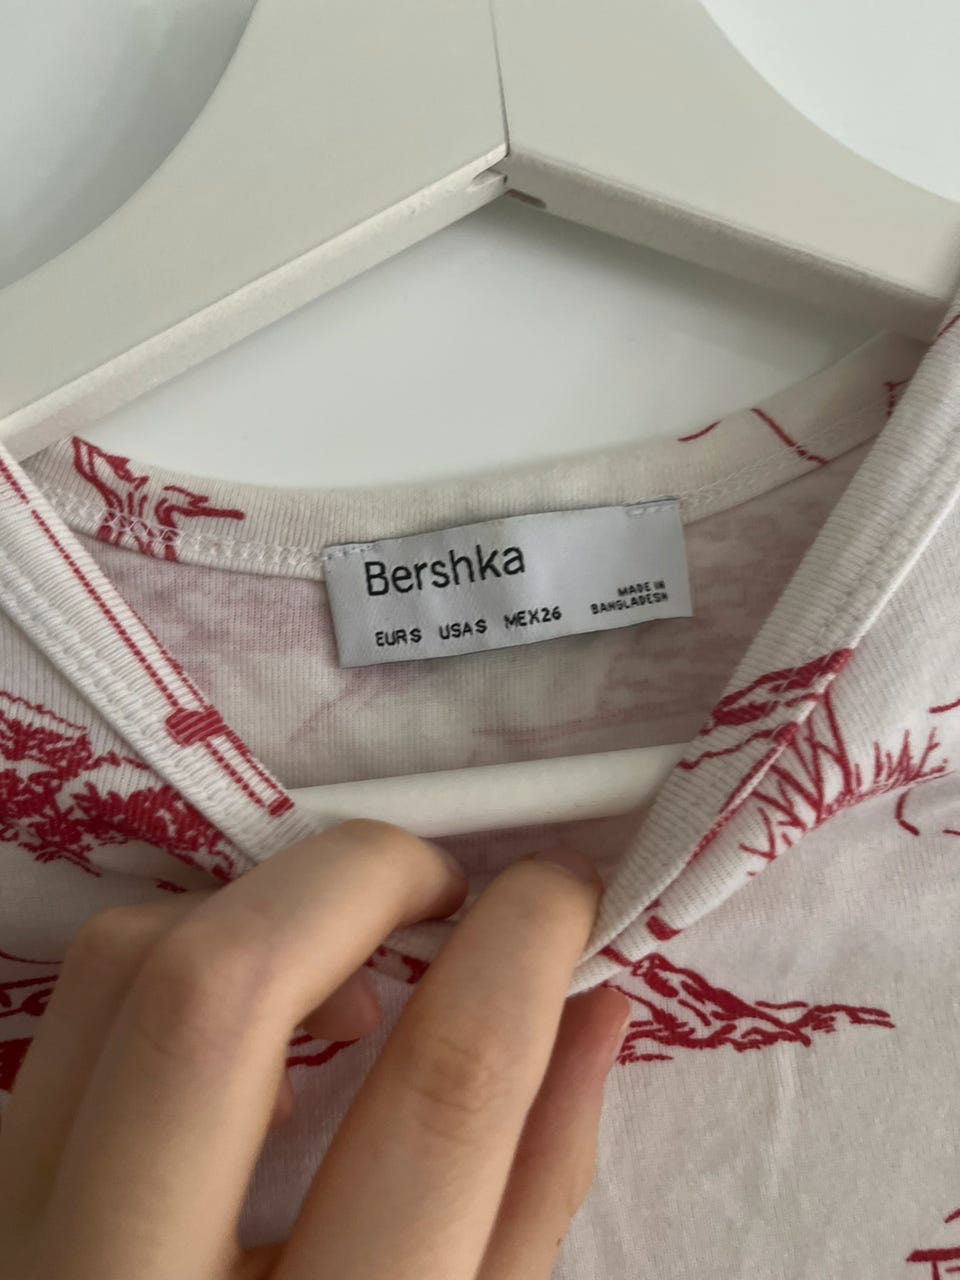 Bershka
EUR S USA S MEX 26
MADE IN
BANGLADESH